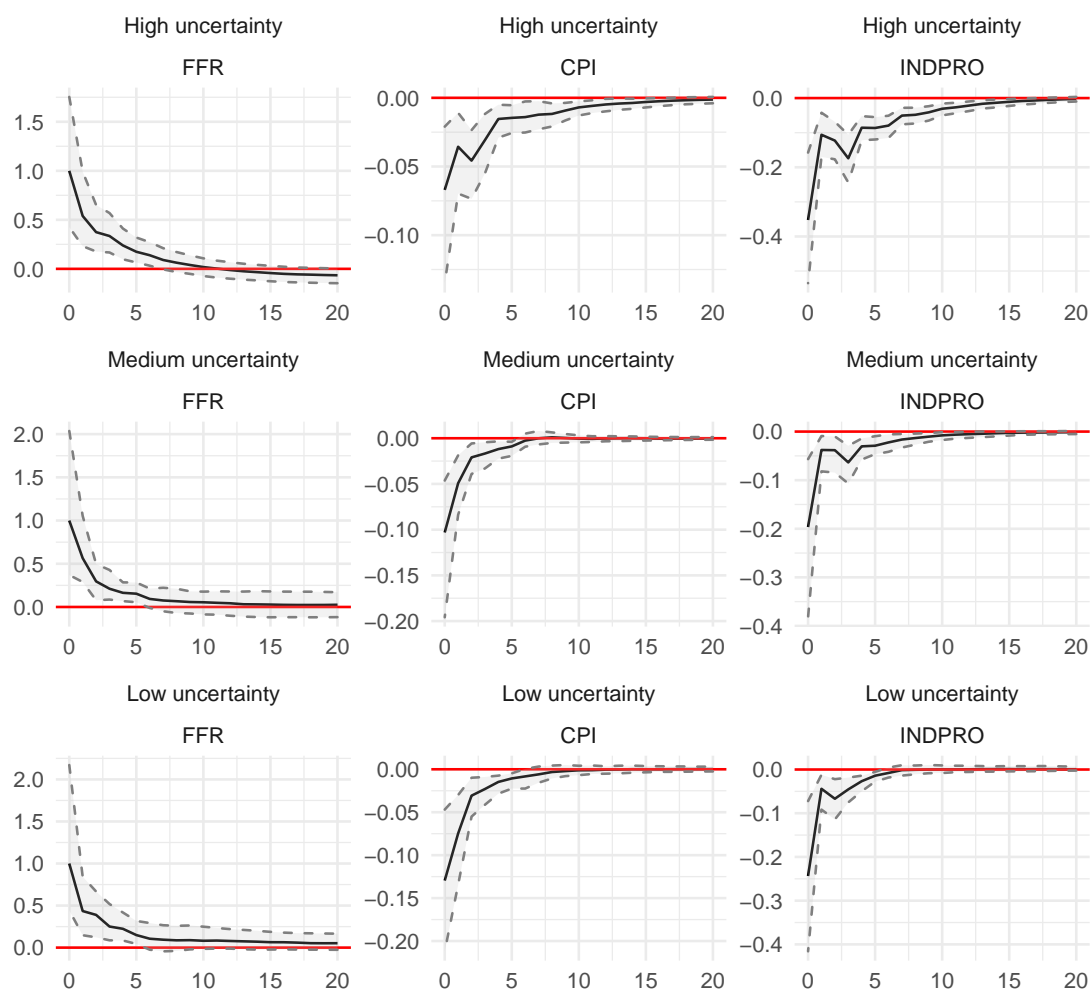 High uncertainty High uncertainty High uncertainty
FFR CPI INDPRO
1.5
1.0
0.5
0.0
0 5 10 15 20
0.00
−0.05
−0.10
0 5 10 15 20
0.0
−0.2
−0.4
0 5 10 15 20
Medium uncertainty Medium uncertainty Medium uncertainty
FFR CPI INDPRO
2.0
1.5
1.0
0.5
0.0
0 5 10 15 20
0.00
−0.05
−0.10
−0.15
−0.20
0 5 10 15 20
0.0
−0.1
−0.2
−0.3
−0.4
0 5 10 15 20
Low uncertainty Low uncertainty Low uncertainty
FFR CPI INDPRO
2.0
1.5
1.0
0.5
0.0
0 5 10 15 20
0.00
−0.05
−0.10
−0.15
−0.20
0 5 10 15 20
0.0
−0.1
−0.2
−0.3
−0.4
0 5 10 15 20